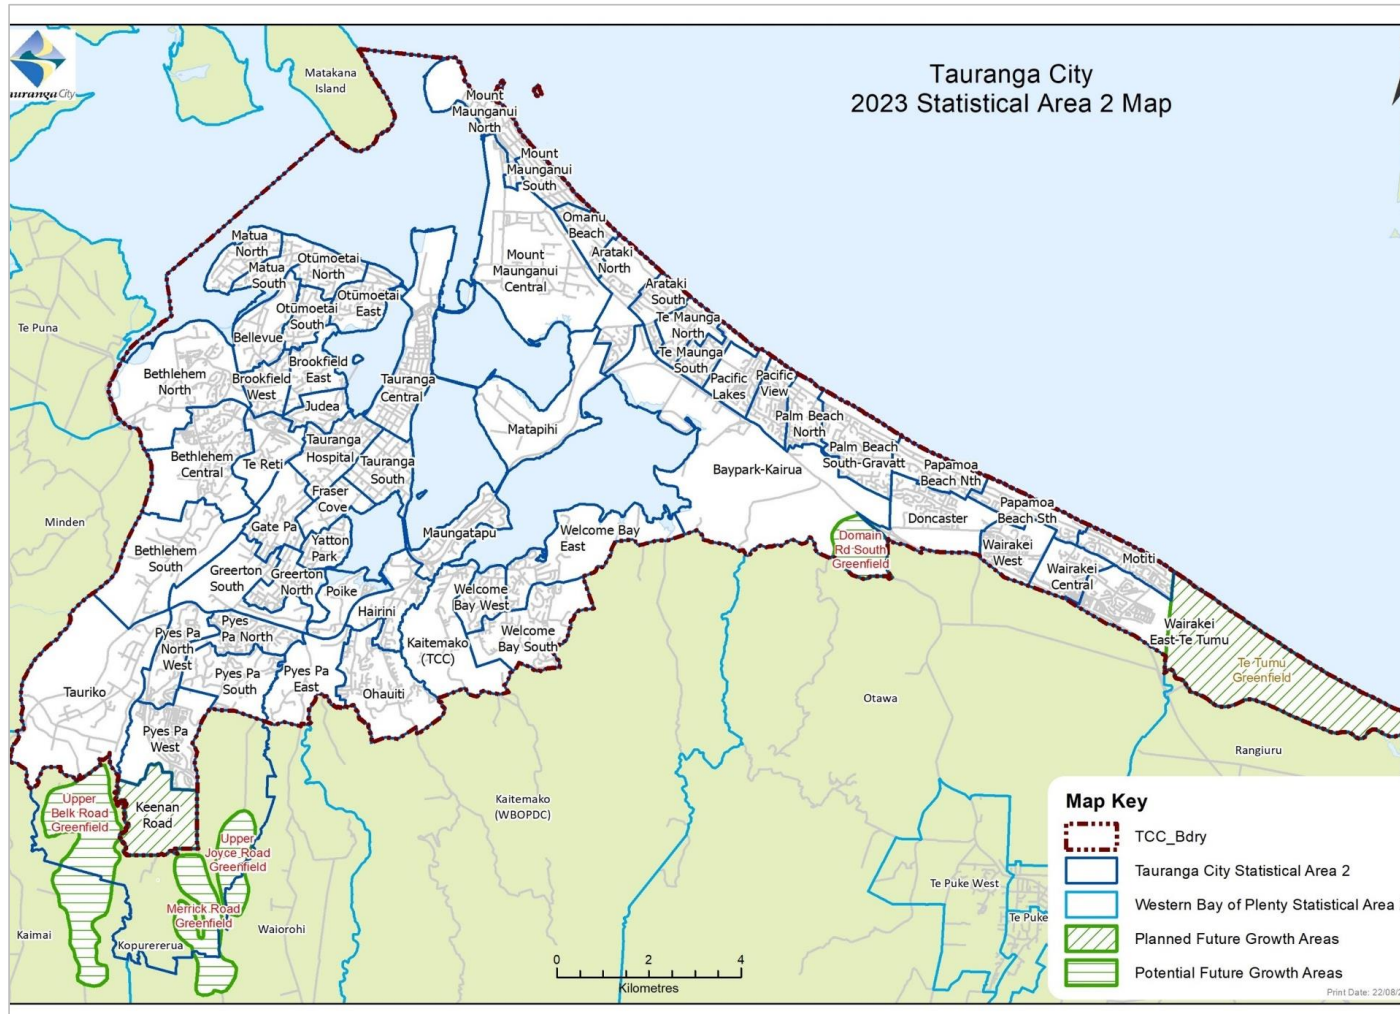 Tauranga City
2023 Statistical Area 2 Map
Tauranga City
Matakana
Island
Mount
Maunganui
North
Mount
Maunganui
South
Omanu
Beach
Arataki
North
Mount
Maunganui
Central
Arataki
South
Te Maunga
North
Te Maunga
South
Matua
North
Matua
South
Otūmoetai
North
Otūmoetai
East
Otūmoetai
South
Bellevue
Te Puna
Bethlehem
North
Brookfield
East
Brookfield
West
Judea
Tauranga
Central
Pacific
Lakes
Pacific
View
Palm Beach
North
Palm Beach
South-Gravatt
Papamoa
Beach Nth
Papamoa
Beach Sth
Matapihi
Tauranga
Hospital
Tauranga
South
Bethlehem
Central
Te Reti
Fraser
Cove
Baypark-Kairua
Doncaster
Domain
Rd South
Greenfield
Wairakei
West
Wairakei
Central
Motiti
Minden
Gate Pa
Yatton
Park
Maungatapu
Welcome Bay
East
Bethlehem
South
Greerton
South
Greerton
North
Poike
Hairini
Welcome
Bay West
Welcome
Bay South
Kaitemako
(TCC)
Wairakei
East-Te Tumu
Te Tumu
Greenfield
Pyes Pa
North
West
Pyes
Pa North
Pyes Pa
South
Pyes Pa
East
Ohauiti
Tauriko
Pyes Pa
West
Otawa
Rangiuru
Upper
Belk Road
Greenfield
Keenan
Road
Upper
Joyce Road
Greenfield
Merrick Road
Greenfield
Kaitemako
(WBOPDC)
Kaimai
Kopurererua
Waiorohi
Te Puke West
Te Puke
0 2 4
Kilometres
Map Key
TCC_Bdry
Tauranga City Statistical Area 2
Western Bay of Plenty Statistical Area
Planned Future Growth Areas
Potential Future Growth Areas
Print Date: 22/08/2